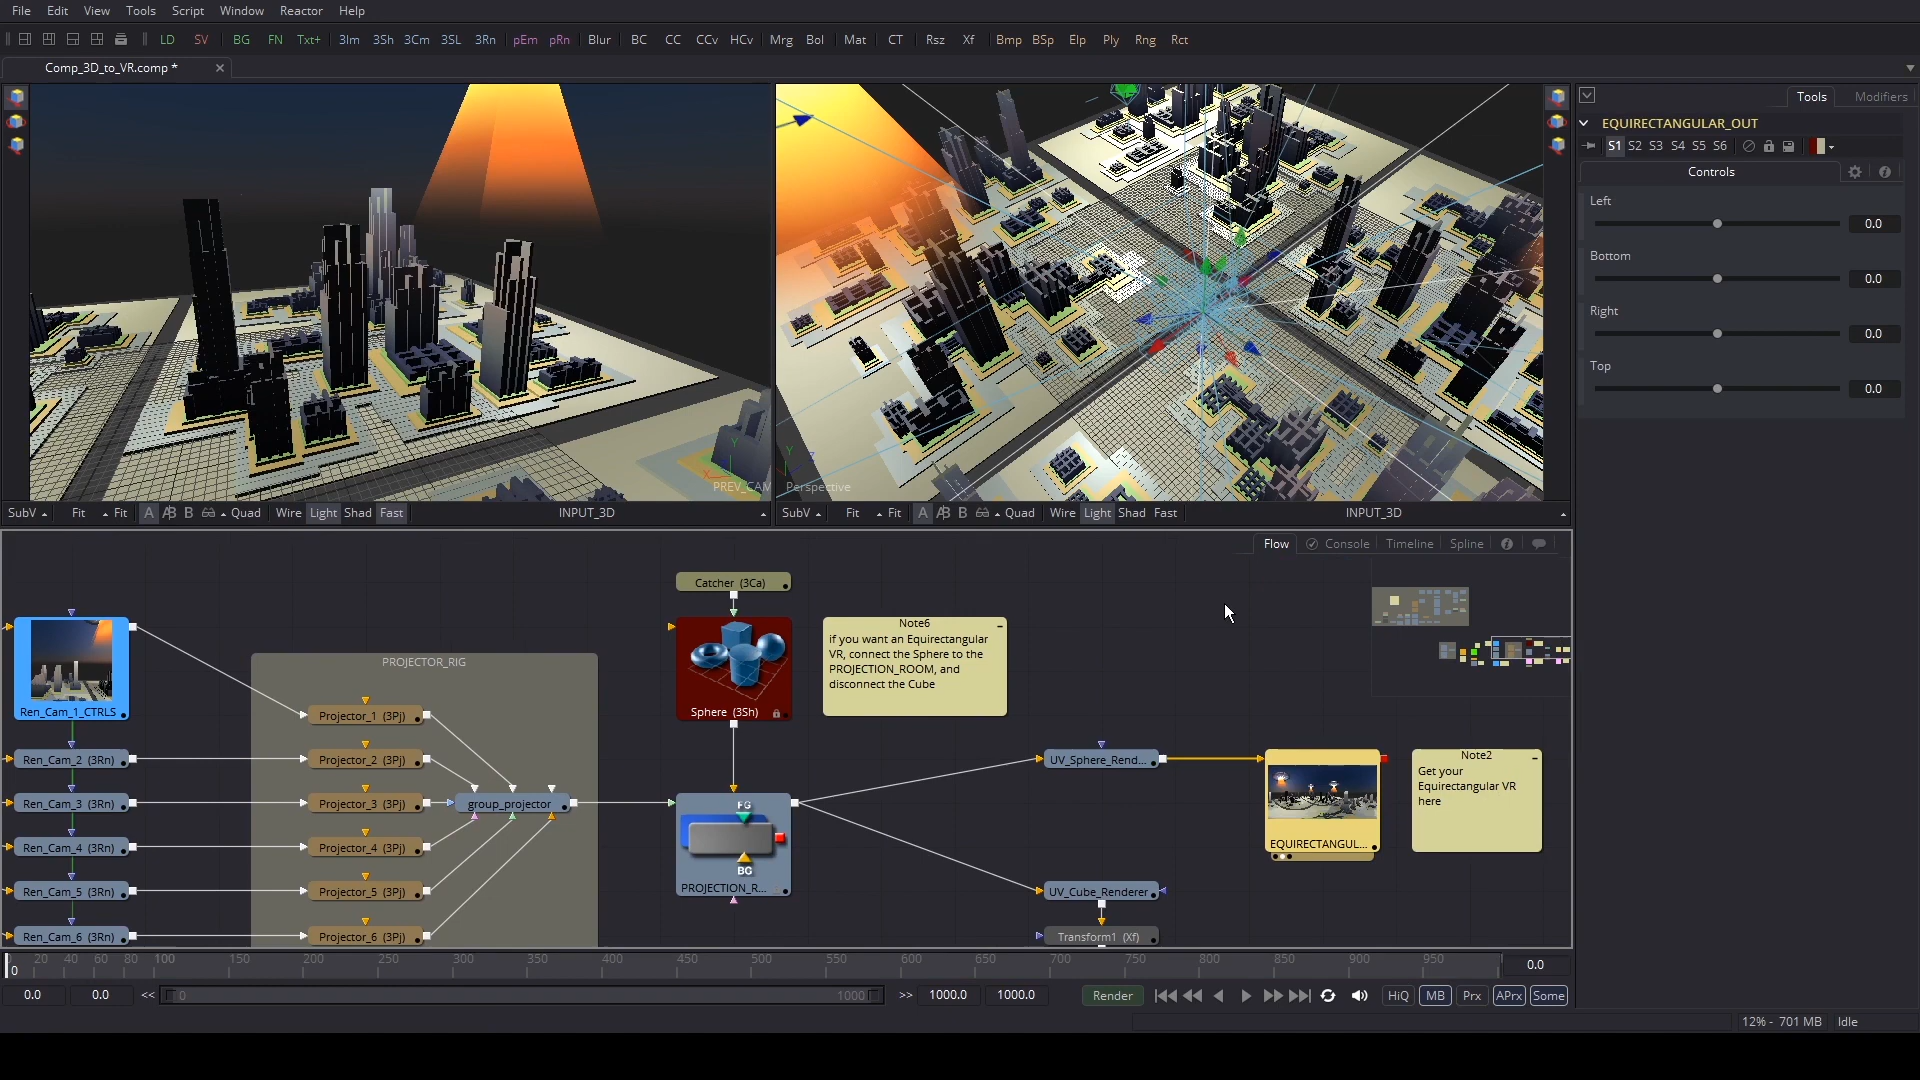 File Edit View Tools Script Window Reactor Help
LD SV BG FN Txt+ 3Im 3Sh 3Cm 3SL 3Rn pEm pRn Blur BC CC CCv HCv Mrg Bol Mat CT Rsz Xf Bmp BSp Elp Ply Rng Rct
Comp_3D_to_VR.comp *
Tools Modifiers
EQUIRECTANGULAR_OUT
S1 S2 S3 S4 S5 S6
Controls
Left
0.0
Bottom
0.0
Right
0.0
Top
0.0
PREV_CAM
Perspective
SubV Fit Fit A B Quad Wire Light Shad Fast INPUT_3D
SubV Fit Fit A B Quad Wire Light Shad Fast INPUT_3D
Flow Console Timeline Spline
Catcher (3Ca)
Sphere (3Sh)
Note6
if you want an Equirectangular
VR, connect the Sphere to the
PROJECTION_ROOM, and
disconnect the Cube
PROJECTOR_RIG
Ren_Cam_1_CTRLS
Ren_Cam_2 (3Rn)
Ren_Cam_3 (3Rn)
Ren_Cam_4 (3Rn)
Ren_Cam_5 (3Rn)
Ren_Cam_6 (3Rn)
Projector_1 (3Pj)
Projector_2 (3Pj)
Projector_3 (3Pj)
Projector_4 (3Pj)
Projector_5 (3Pj)
Projector_6 (3Pj)
group_projector
FG
BG
PROJECTION_R...
UV_Sphere_Rend...
UV_Cube_Renderer
Transform1 (Xf)
EQUIRECTANGUL...
Note2
Get your
Equirectangular VR
here
0 20 40 60 80 100 150 200 250 300 350 400 450 500 550 600 650 700 750 800 850 900 950 0.0
0.0 0.0 << 0 1000 >> 1000.0 1000.0 Render HiQ MB Prx APrx Some
12% - 701 MB Idle